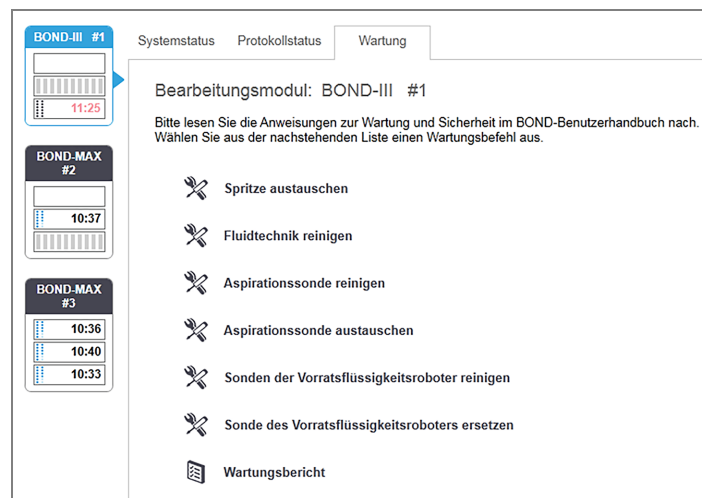 BOND-III #1
11:25
BOND-MAX
#2
10:37
BOND-MAX
#3
10:36
10:40
10:33
Systemstatus Protokollstatus Wartung
Bearbeitungsmodul: BOND-III #1
Bitte lesen Sie die Anweisungen zur Wartung und Sicherheit im BOND-Benutzerhandbuch nach.
Wählen Sie aus der nachstehenden Liste einen Wartungsbefehl aus.
Spritze austauschen
Fluidtechnik reinigen
Aspirationssonde reinigen
Aspirationssonde austauschen
Sonden der Vorratsflüssigkeitsroboter reinigen
Sonde des Vorratsflüssigkeitsroboters ersetzen
Wartungsbericht